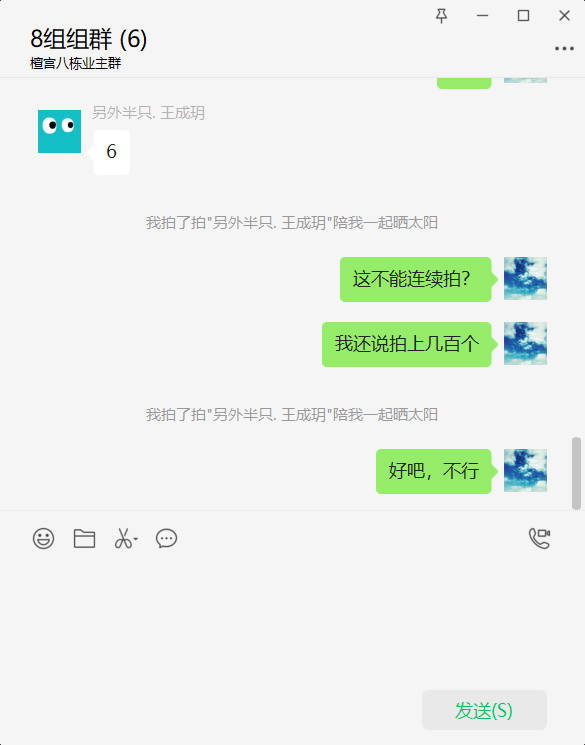 8组组群 (6)
檀宫八栋业主群
另外半只. 王成玥
6
我拍了拍"另外半只. 王成玥"陪我一起晒太阳
这不能连续拍？
我还说拍上几百个
我拍了拍"另外半只. 王成玥"陪我一起晒太阳
好吧，不行
发送(S)